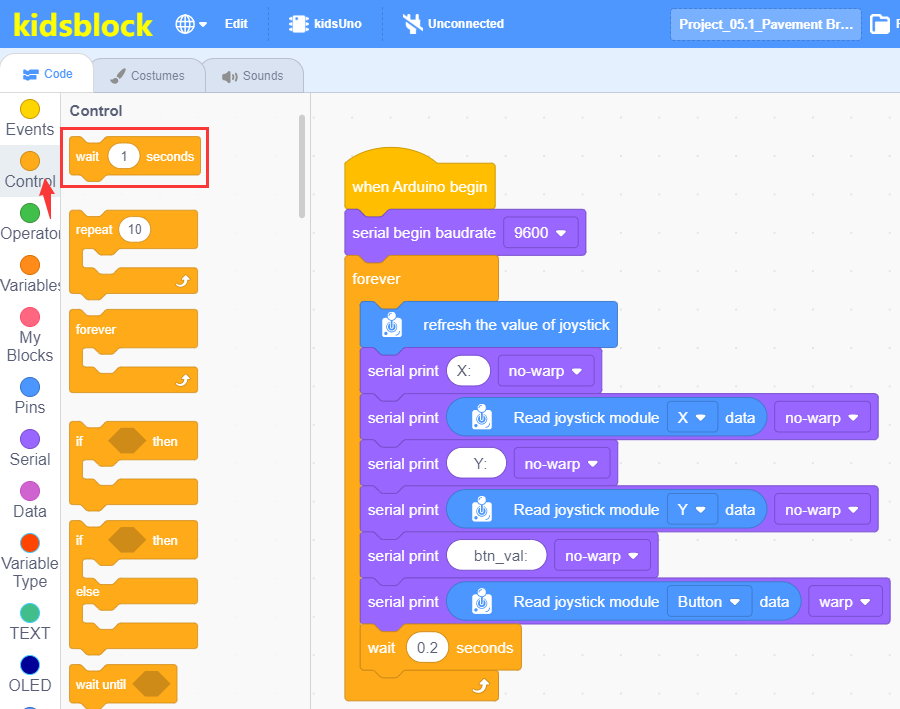 kidsblock Edit kidsUno Unconnected Project_05.1_Pavement Br... F
Code Costumes Sounds
Events
Control
Operator
Variables
My
Blocks
Pins
Serial
Data
Variable
Type
TEXT
OLED
Control
wait 1 seconds
repeat 10
forever
if then
if then
else
wait until
when Arduino begin
serial begin baudrate 9600
forever
refresh the value of joystick
serial print X: no-warp
serial print Read joystick module X data no-warp
serial print Y: no-warp
serial print Read joystick module Y data no-warp
serial print btn_val: no-warp
serial print Read joystick module Button data warp
wait 0.2 seconds